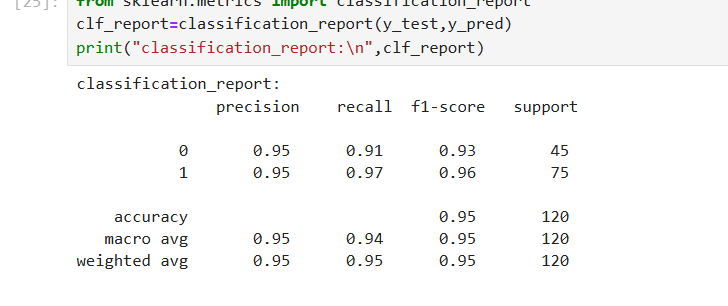 [25]: from sklearn.metrics import classification_report
clf_report=classification_report(y_test,y_pred)
print("classification_report:\n",clf_report)
classification_report:
precision recall f1-score support
0 0.95 0.91 0.93 45
1 0.95 0.97 0.96 75
accuracy 0.95 120
macro avg 0.95 0.94 0.95 120
weighted avg 0.95 0.95 0.95 120